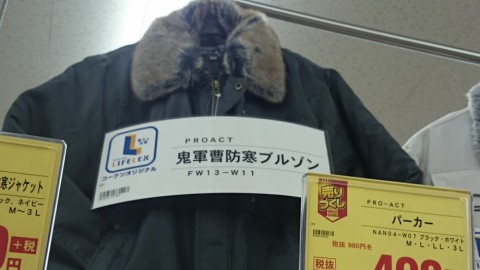 LIFELEX
コーナンオリジナル
PROACT
鬼軍曹防寒ブルゾン
FW13-W11
寒ジャケット
ック、ネイビー
M～3L
+税
売り
つくし
PRO-ACT
パーカー
NAN04-W07 ブラック・ホワイト
M・L・LL・3L
税抜 980円を
税抜